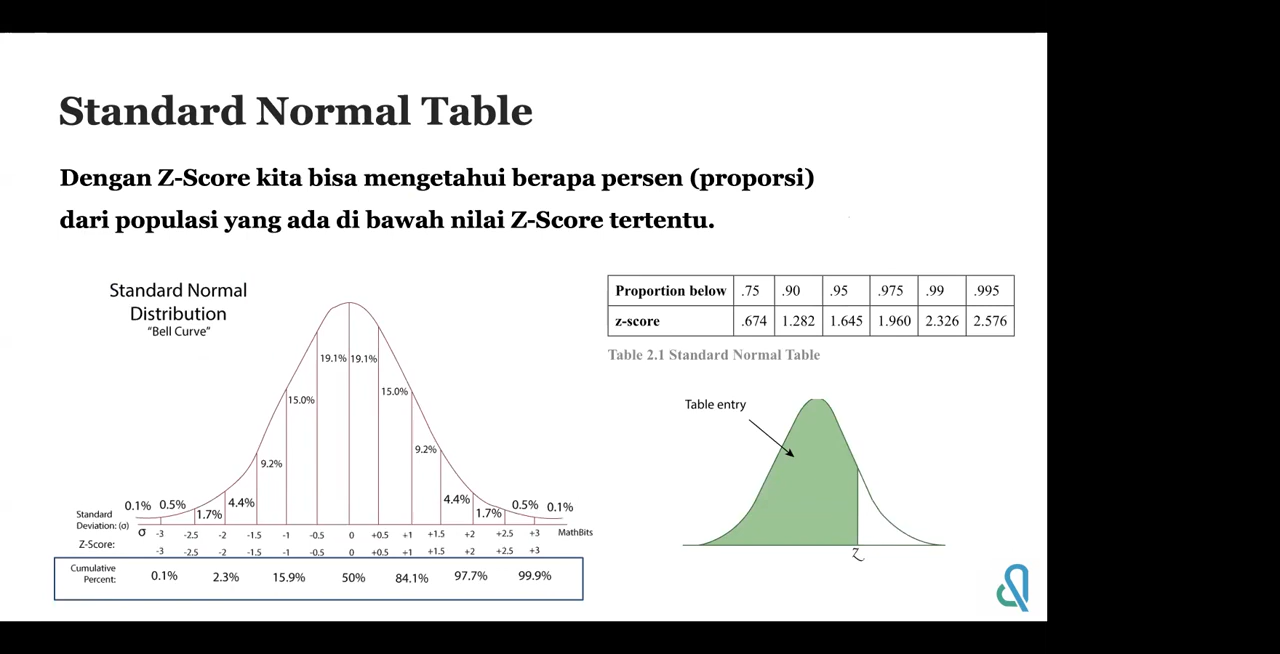 Standard Normal Table
Dengan Z-Score kita bisa mengetahui berapa persen (proporsi)
dari populasi yang ada di bawah nilai Z-Score tertentu.
Standard Normal
Distribution
"Bell Curve"
19.1% 19.1%
15.0% 15.0%
9.2% 9.2%
4.4% 4.4%
1.7% 1.7%
0.1% 0.5% 0.5% 0.1%
Standard
Deviation: (σ) σ -3 -2.5 -2 -1.5 -1 -0.5 0 +0.5 +1 +1.5 +2 +2.5 +3 MathBits
Z-Score: -3 -2.5 -2 -1.5 -1 -0.5 0 +0.5 +1 +1.5 +2 +2.5 +3
Cumulative
Percent: 0.1% 2.3% 15.9% 50% 84.1% 97.7% 99.9%
Proportion below .75 .90 .95 .975 .99 .995
z-score .674 1.282 1.645 1.960 2.326 2.576
Table 2.1 Standard Normal Table
Table entry
z